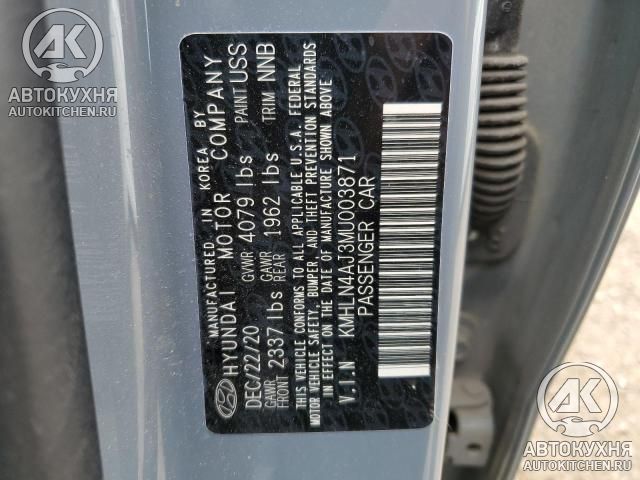 MANUFACTURED IN KOREA BY
HYUNDAI MOTOR COMPANY
DEC/22/20 GVWR 4079 lbs PAINT USS
GAWR FRONT 2337 lbs GAWR REAR 1962 lbs TRIM NNB
THIS VEHICLE CONFORMS TO ALL APPLICABLE U.S.A. FEDERAL
MOTOR VEHICLE SAFETY, BUMPER, AND THEFT PREVENTION STANDARDS
IN EFFECT ON THE DATE OF MANUFACTURE SHOWN ABOVE
V.I.N KMHLN4AJ3MU003871
PASSENGER CAR
АК
АВТОКУХНЯ
AUTOKITCHEN.RU
АК
АВТОКУХНЯ
AUTOKITCHEN.RU